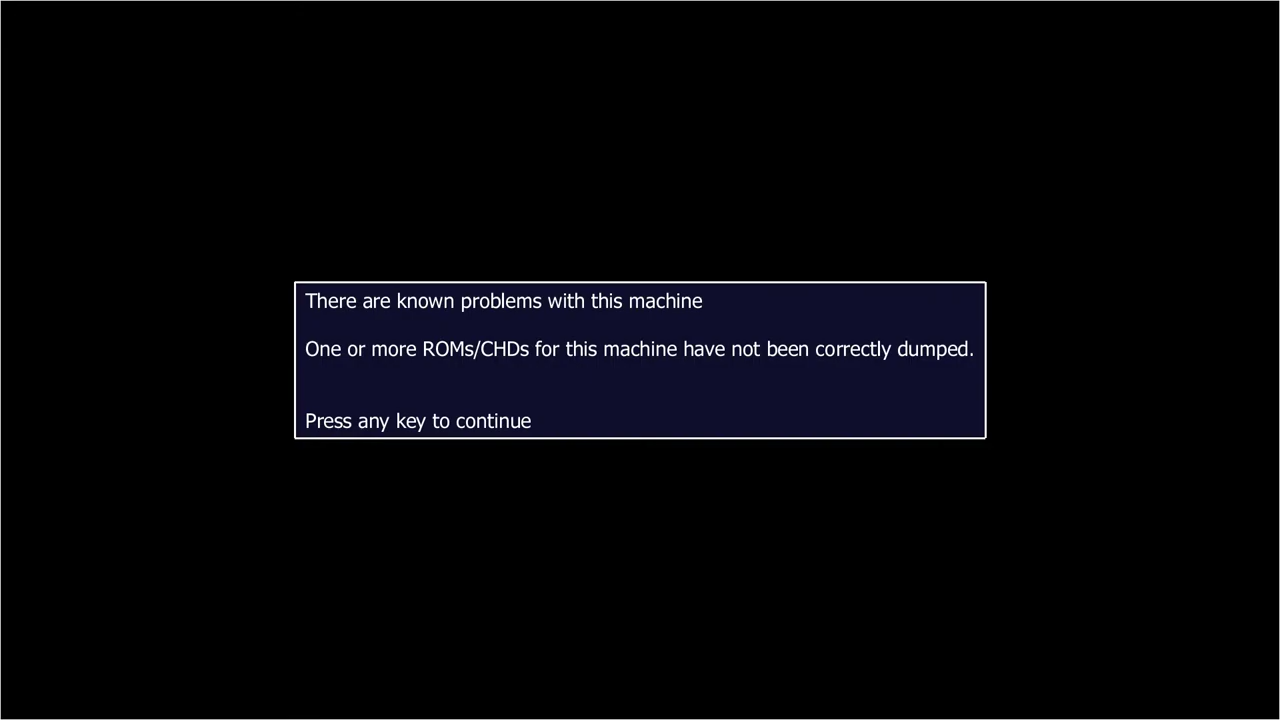 There are known problems with this machine
One or more ROMs/CHDs for this machine have not been correctly dumped.
Press any key to continue